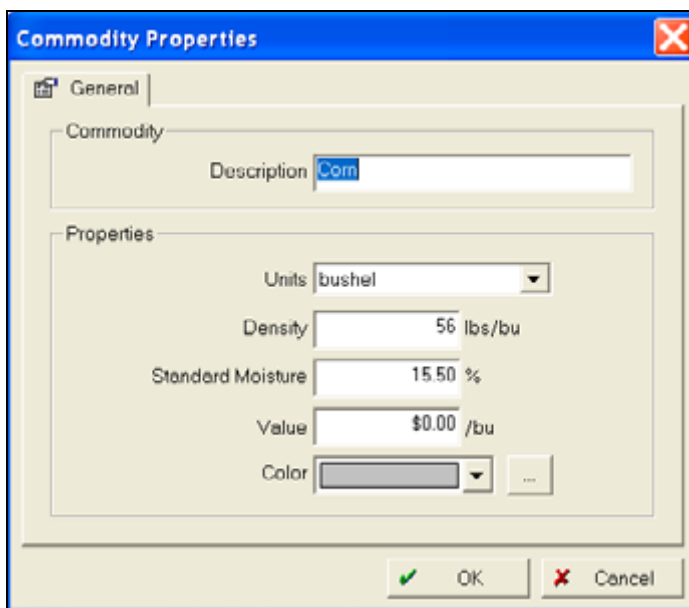 Commodity Properties
General
Commodity
Description Corn
Properties
Units bushel
Density 56 lbs/bu
Standard Moisture 15.50 %
Value $0.00 /bu
Color ...
OK Cancel